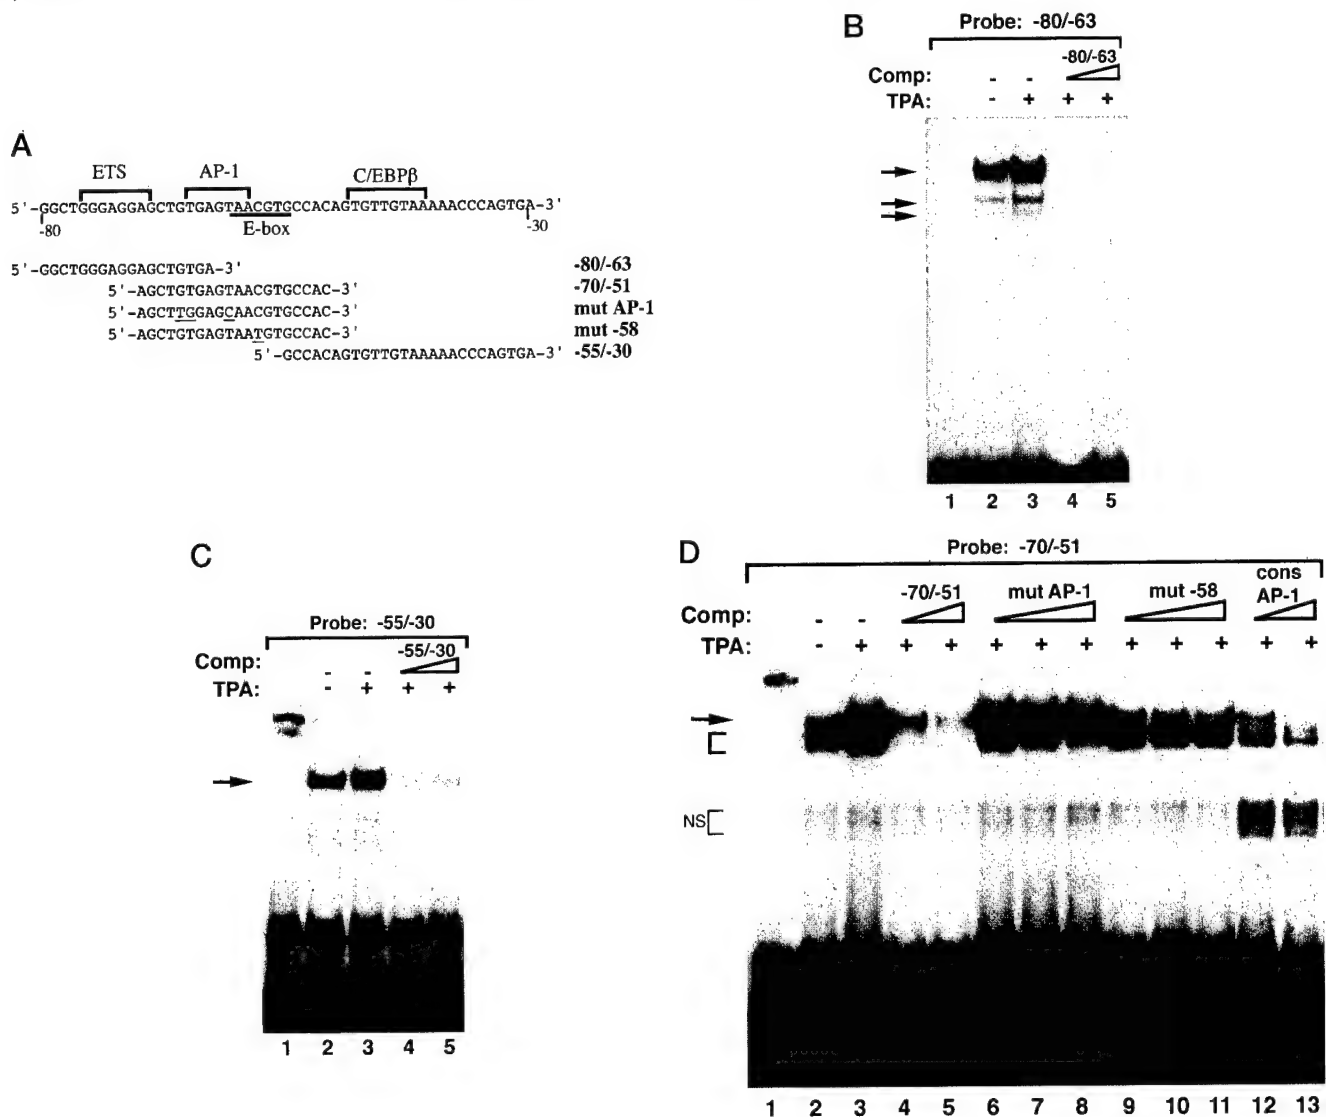 A
ETS AP-1 C/EBPβ
5'-GGCTGGGAGGAGCTGTGAGTAACGTGCCACAGTGTTGTAAAAACCCAGTGA-3'
-80 E-box -30
5'-GGCTGGGAGGAGCTGTGA-3' -80/-63
5'-AGCTGTGAGTAACGTGCCAC-3' -70/-51
5'-AGCTTGGAGCAACGTGCCAC-3' mut AP-1
5'-AGCTGTGAGTAATGTGCCAC-3' mut -58
5'-GCCACAGTGTTGTAAAAACCCAGTGA-3' -55/-30
B
Probe: -80/-63
-80/-63
Comp: - -
TPA: - + + +
1 2 3 4 5
C
Probe: -55/-30
-55/-30
Comp: - -
TPA: - + + +
1 2 3 4 5
D
Probe: -70/-51
-70/-51 mut AP-1 mut -58 cons AP-1
Comp: - -
TPA: - + + + + + + + + + + +
NS
1 2 3 4 5 6 7 8 9 10 11 12 13